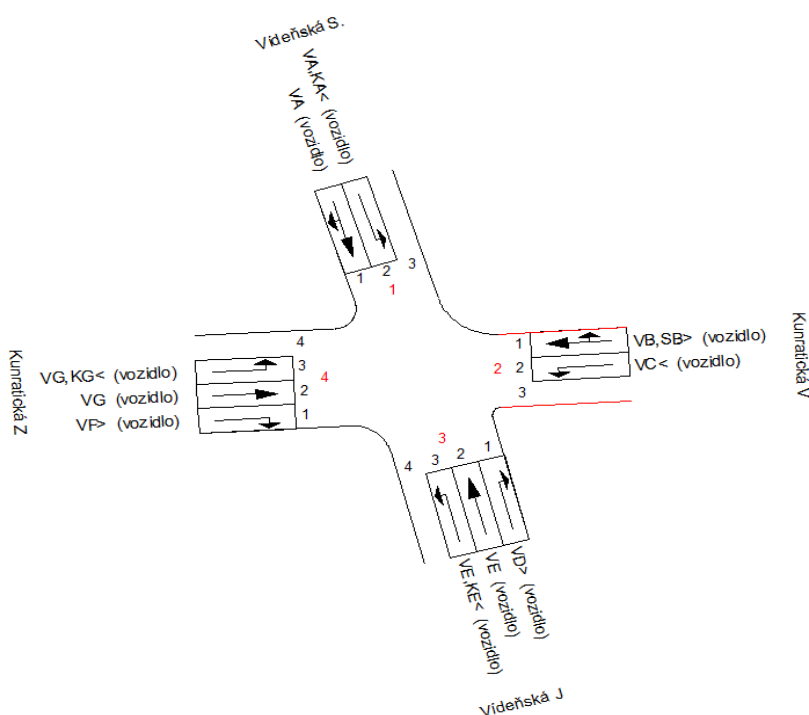 Vídeňská S.
VA,KA< (vozidlo)
VA (vozidlo)
1
2
3
1
4
3
4
2
1
VG,KG< (vozidlo)
VG (vozidlo)
VF> (vozidlo)
Kunratická Z
1
2
2
3
VB,SB> (vozidlo)
VC< (vozidlo)
Kunratická V
3
4
3
2
1
VE,KE< (vozidlo)
VE (vozidlo)
VD> (vozidlo)
Vídeňská J